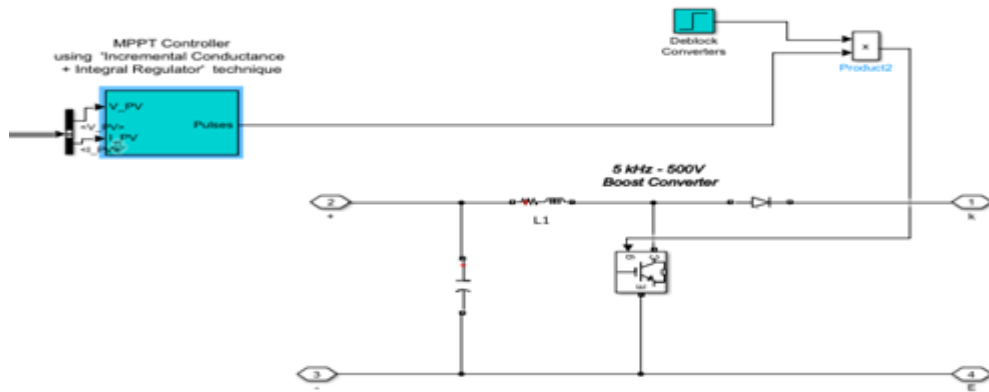 MPPT Controller
using 'Incremental Conductance
+ Integral Regulator' technique
V_PV
<V_PV>
I_PV
Pulses
Deblock
Converters
x
Product2
5 kHz - 500V
Boost Converter
2
+
L1
1
k
g
C
E
3
-
4
E